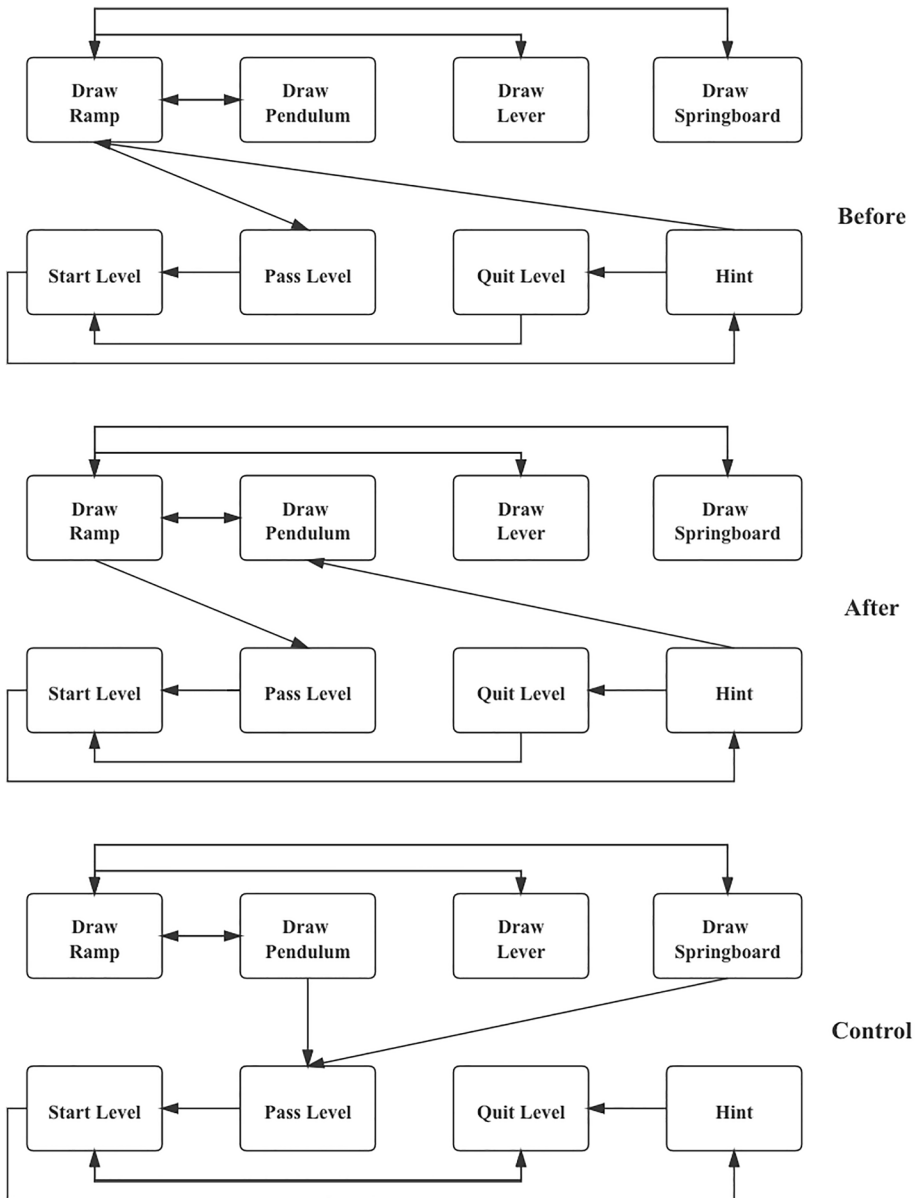 Draw
Ramp
Draw
Pendulum
Draw
Lever
Draw
Springboard
Before
Start Level
Pass Level
Quit Level
Hint
Draw
Ramp
Draw
Pendulum
Draw
Lever
Draw
Springboard
After
Start Level
Pass Level
Quit Level
Hint
Draw
Ramp
Draw
Pendulum
Draw
Lever
Draw
Springboard
Control
Start Level
Pass Level
Quit Level
Hint